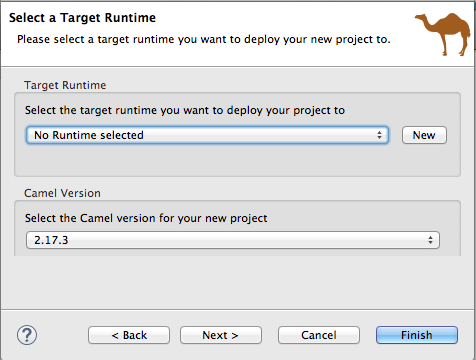 Select a Target Runtime
Please select a target runtime you want to deploy your new project to.
Target Runtime
Select the target runtime you want to deploy your project to
No Runtime selected
New
Camel Version
Select the Camel version for your new project
2.17.3
?
< Back
Next >
Cancel
Finish